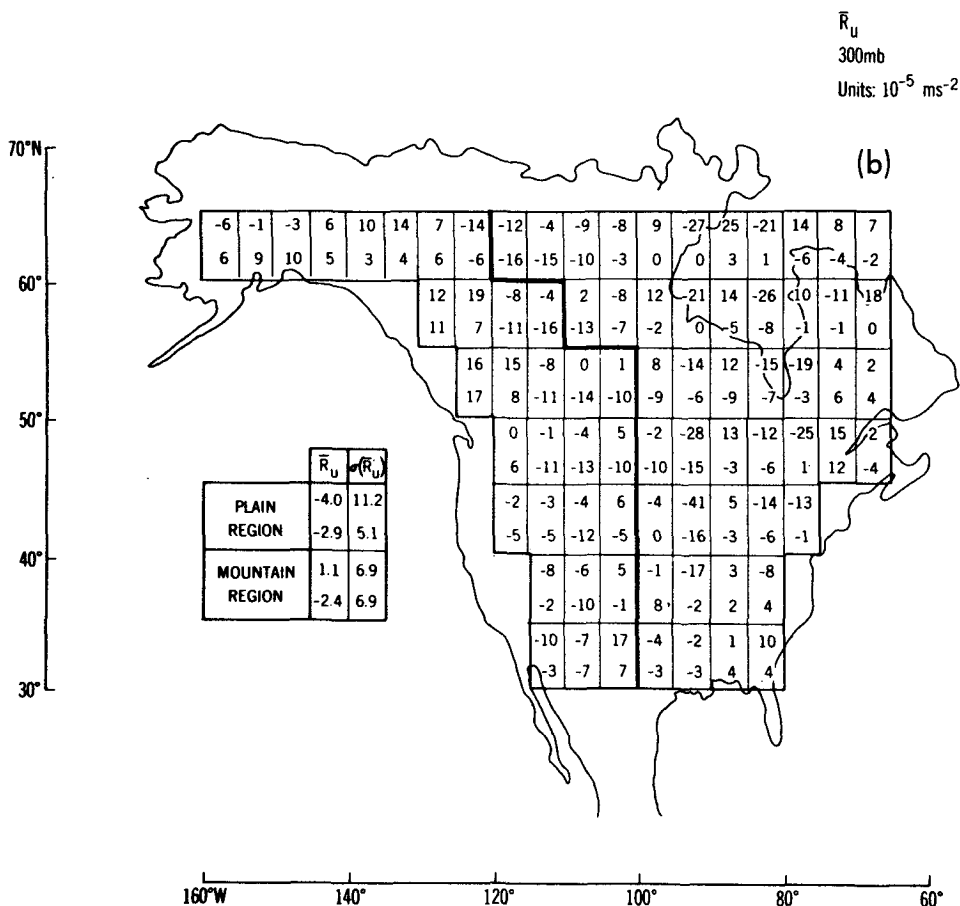 R̄u
300mb
Units: 10⁻⁵ ms⁻²
(b)
70°N
-6 -1 -3 6 10 14 7 -14 -12 -4 -9 -8 9 -27 25 -21 14 8 7
6 9 10 5 3 4 6 -6 -16 -15 -10 -3 0 0 3 1 -6 -4 -2
60°
12 19 -8 -4 2 -8 12 -21 14 -26 10 -11 18
11 7 -11 -16 -13 -7 -2 0 -5 -8 -1 -1 0
16 15 -8 0 1 8 -14 12 -15 -19 4 2
17 8 -11 -14 -10 -9 -6 -9 -7 -3 6 4
50°
0 -1 -4 5 -2 -28 13 -12 -25 15 2
6 -11 -13 -10 -10 -15 -3 -6 1 12 -4
-2 -3 -4 6 -4 -41 5 -14 -13
-5 -5 -12 -5 0 -16 -3 -6 -1
40°
-8 -6 5 -1 -17 3 -8
-2 -10 -1 8 -2 2 4
-10 -7 17 -4 -2 1 10
-3 -7 7 -3 -3 4 4
30°
R̄u σ(R̄u)
PLAIN REGION
-4.0 11.2
-2.9 5.1
MOUNTAIN REGION
1.1 6.9
-2.4 6.9
160°W 140° 120° 100° 80° 60°